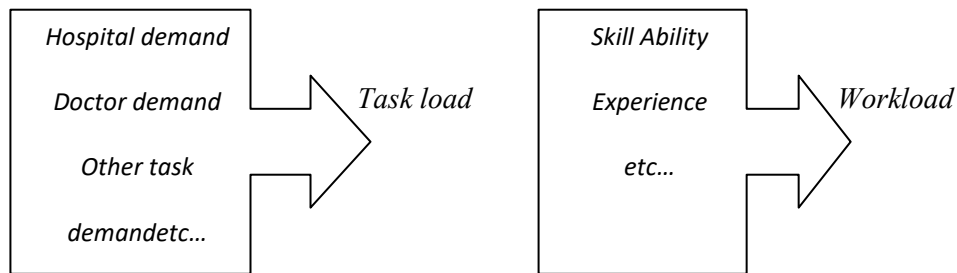 Hospital demand
Doctor demand
Other task
demandetc...
Task load
Skill Ability
Experience
etc...
Workload